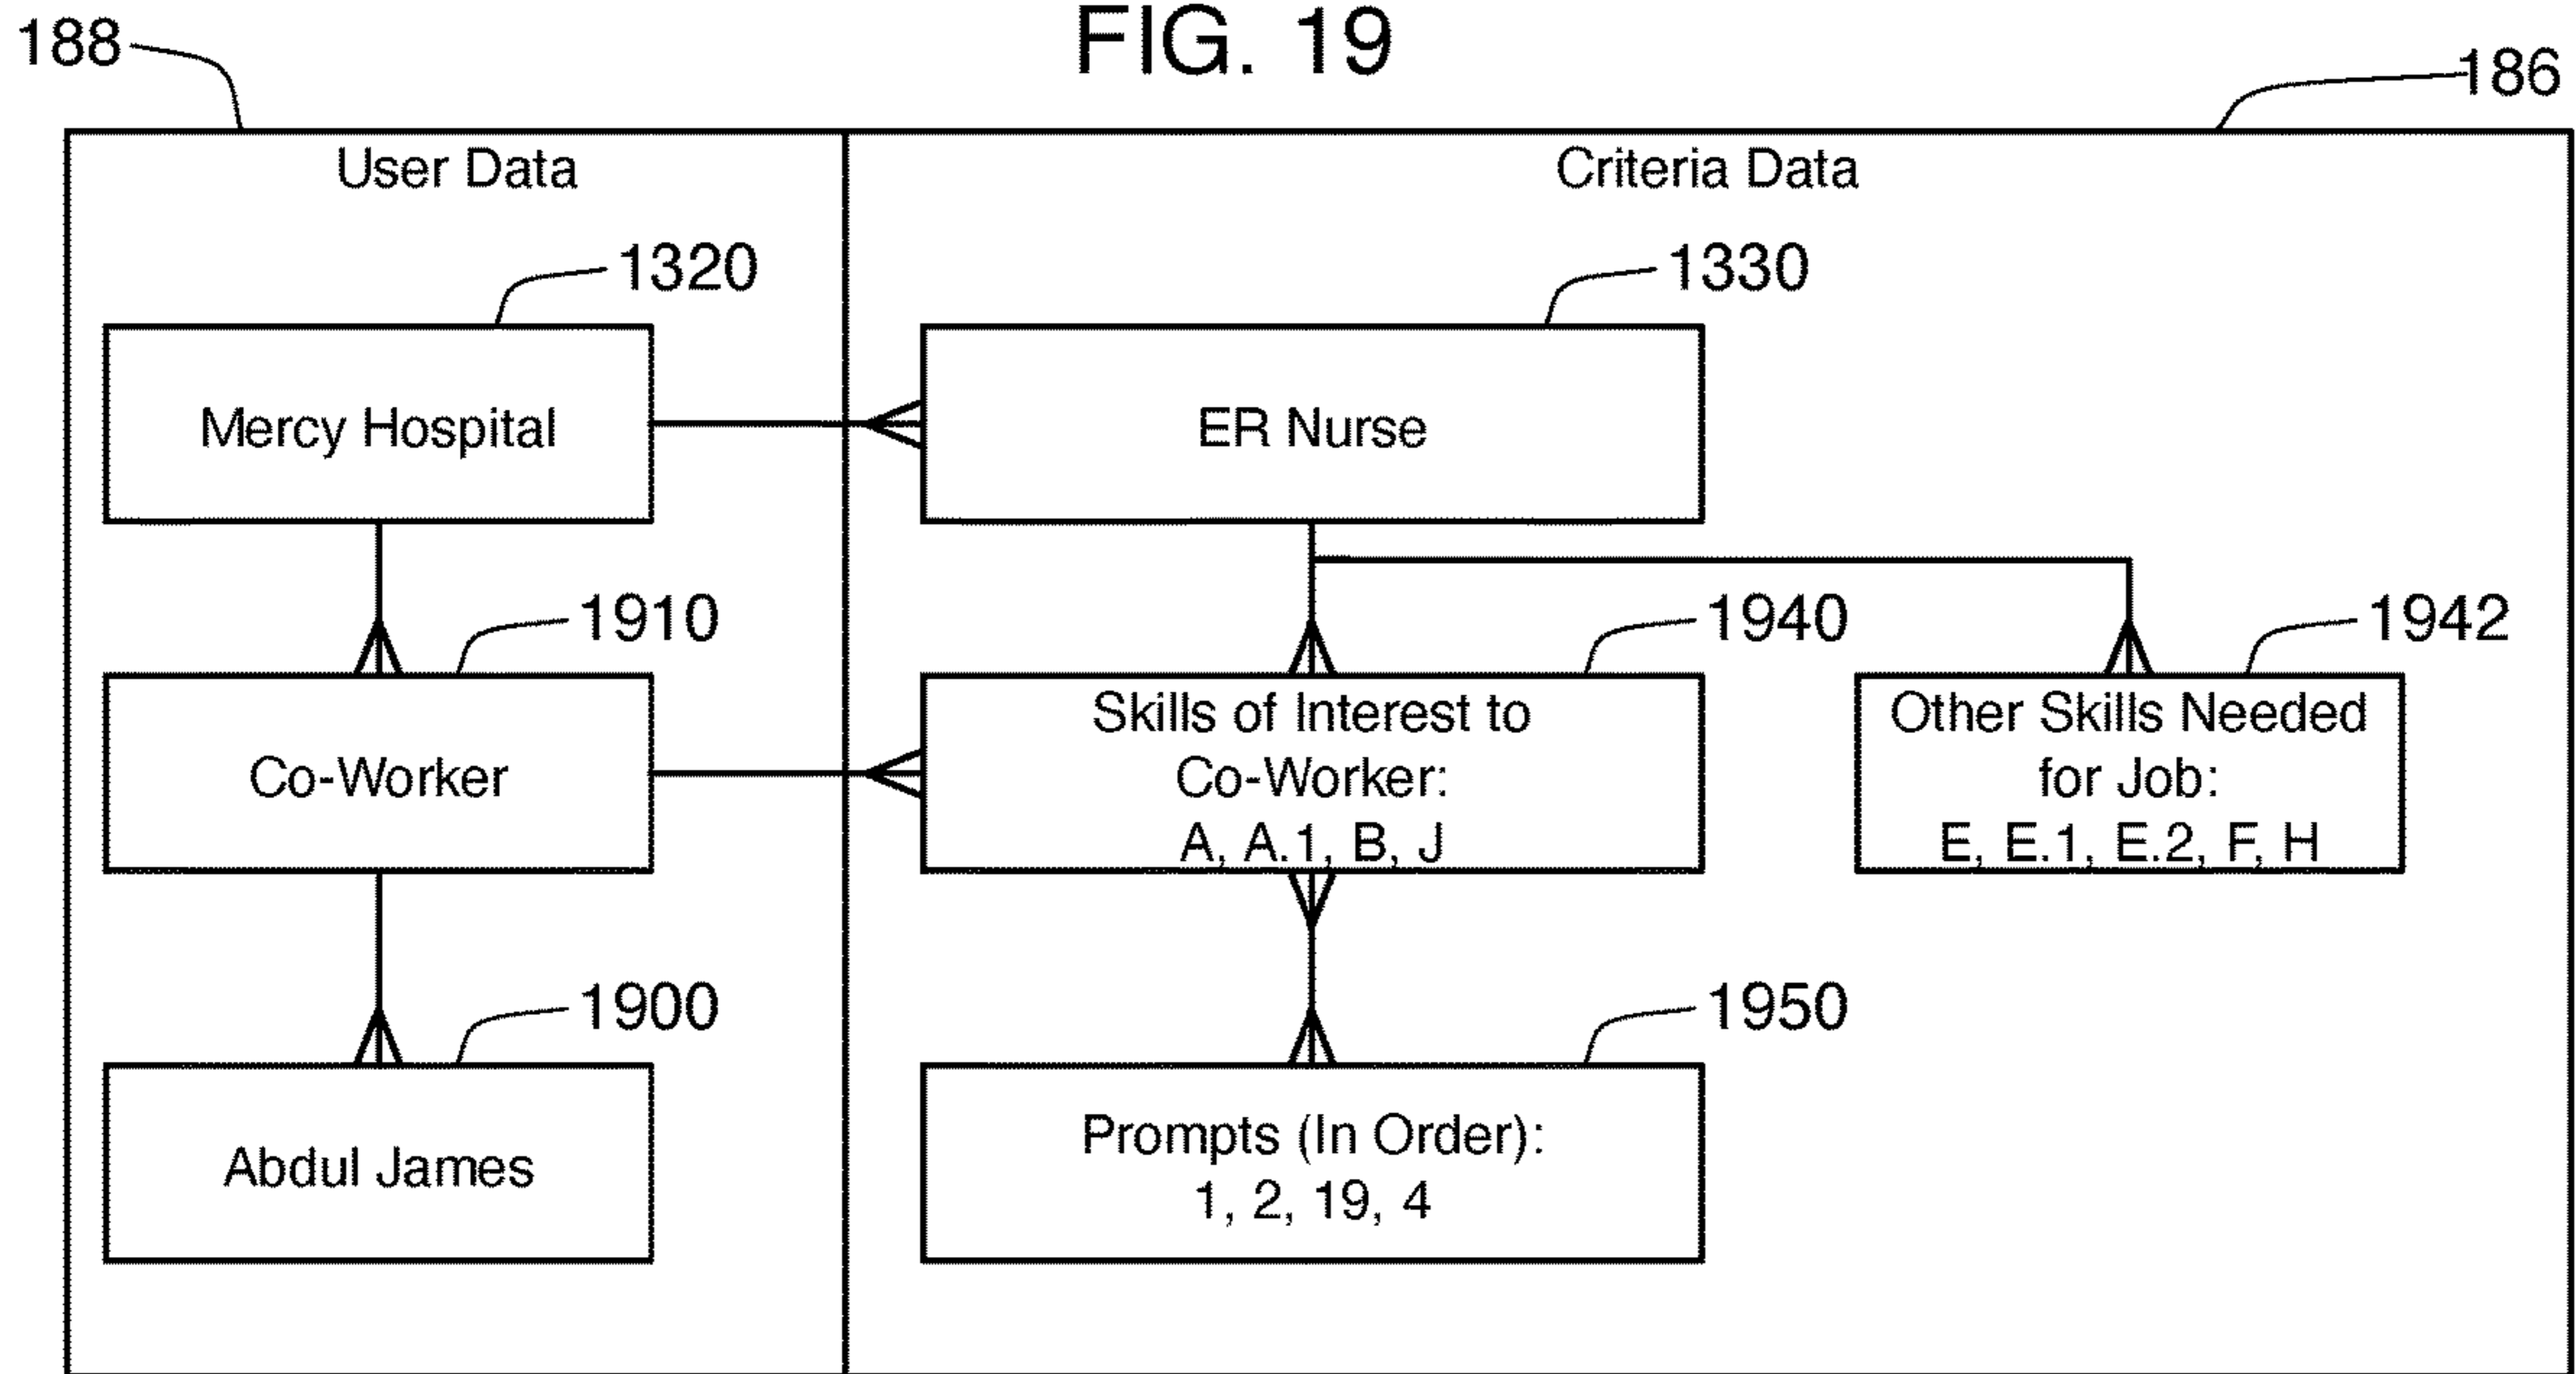 FIG. 19
188
186
User Data
Criteria Data
1320
1330
Mercy Hospital
ER Nurse
1910
1940
1942
Co-Worker
Skills of Interest to
Co-Worker:
A, A.1, B, J
Other Skills Needed
for Job:
E, E.1, E.2, F, H
1900
1950
Abdul James
Prompts (In Order):
1, 2, 19, 4